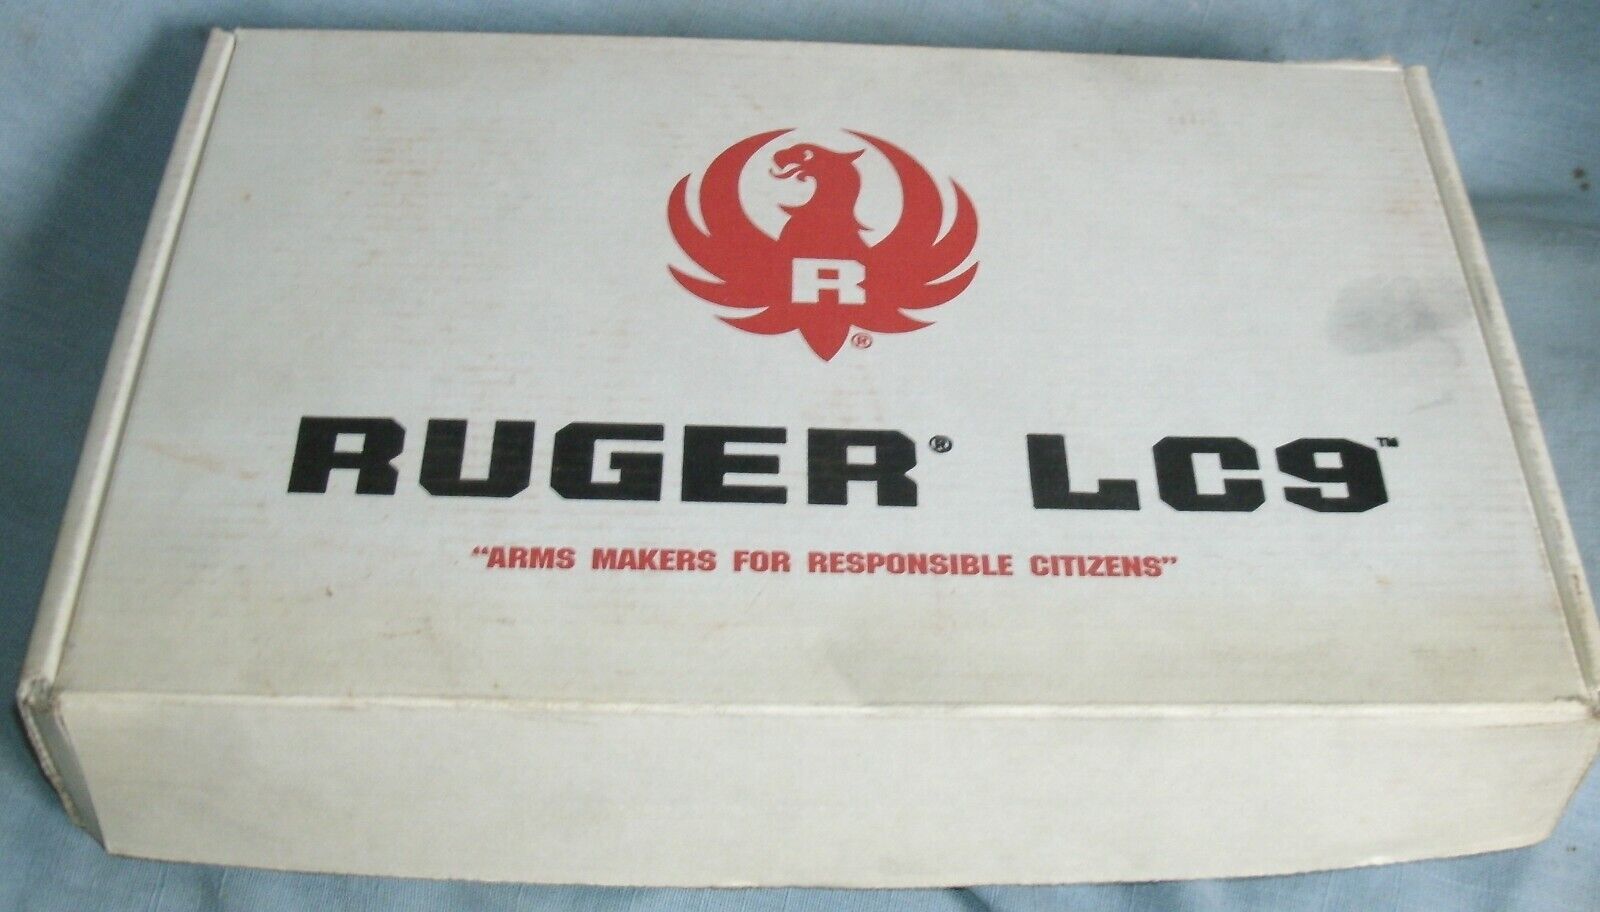 R
®
RUGER® LC9™
“ARMS MAKERS FOR RESPONSIBLE CITIZENS”